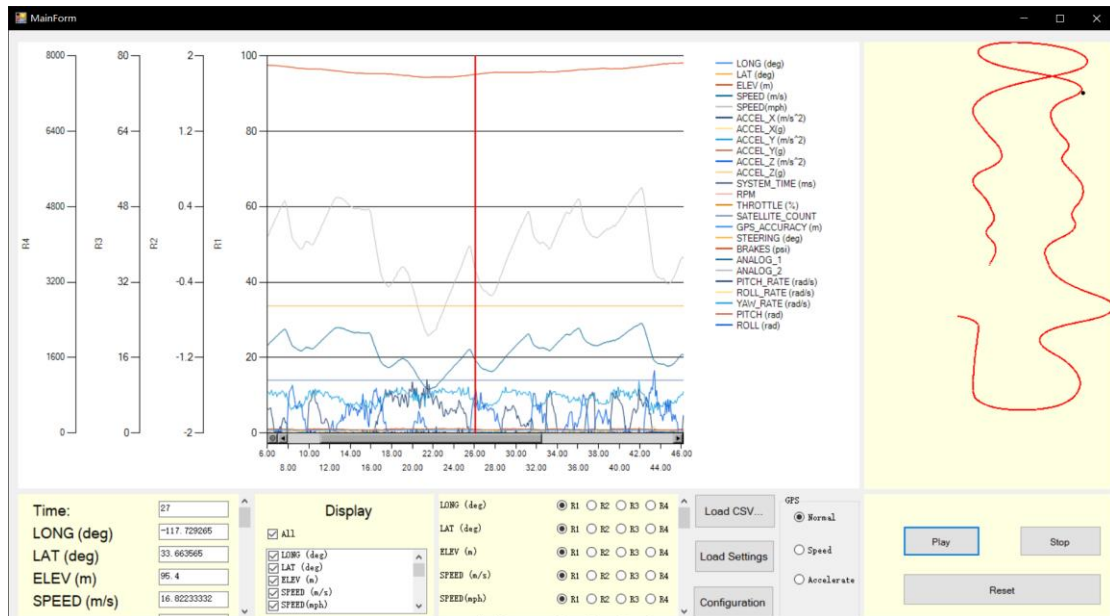 MainForm
8000 80 2 100
6400 64 1.2 80
4800 48 0.4 60
3200 32 -0.4 40
1600 16 -1.2 20
0 0 -2 0
R4 R3 R2 R1
6.00 10.00 14.00 18.00 22.00 26.00 30.00 34.00 38.00 42.00 46.00
8.00 12.00 16.00 20.00 24.00 28.00 32.00 36.00 40.00 44.00
LONG (deg)
LAT (deg)
ELEV (m)
SPEED (m/s)
SPEED(mph)
ACCEL_X (m/s^2)
ACCEL_X(g)
ACCEL_Y (m/s^2)
ACCEL_Y(g)
ACCEL_Z (m/s^2)
ACCEL_Z(g)
SYSTEM_TIME (ms)
RPM
THROTTLE (%)
SATELLITE_COUNT
GPS_ACCURACY (m)
STEERING (deg)
BRAKES (psi)
ANALOG_1
ANALOG_2
PITCH_RATE (rad/s)
ROLL_RATE (rad/s)
YAW_RATE (rad/s)
PITCH (rad)
ROLL (rad)
Time: 27
LONG (deg) -117.729265
LAT (deg) 33.663565
ELEV (m) 95.4
SPEED (m/s) 16.82233332
Display
All
LONG (deg)
LAT (deg)
ELEV (m)
SPEED (m/s)
SPEED(mph)
LONG (deg) R1 R2 R3 R4
LAT (deg) R1 R2 R3 R4
ELEV (m) R1 R2 R3 R4
SPEED (m/s) R1 R2 R3 R4
SPEED(mph) R1 R2 R3 R4
Load CSV...
Load Settings
Configuration
GPS
Normal
Speed
Accelerate
Play Stop
Reset